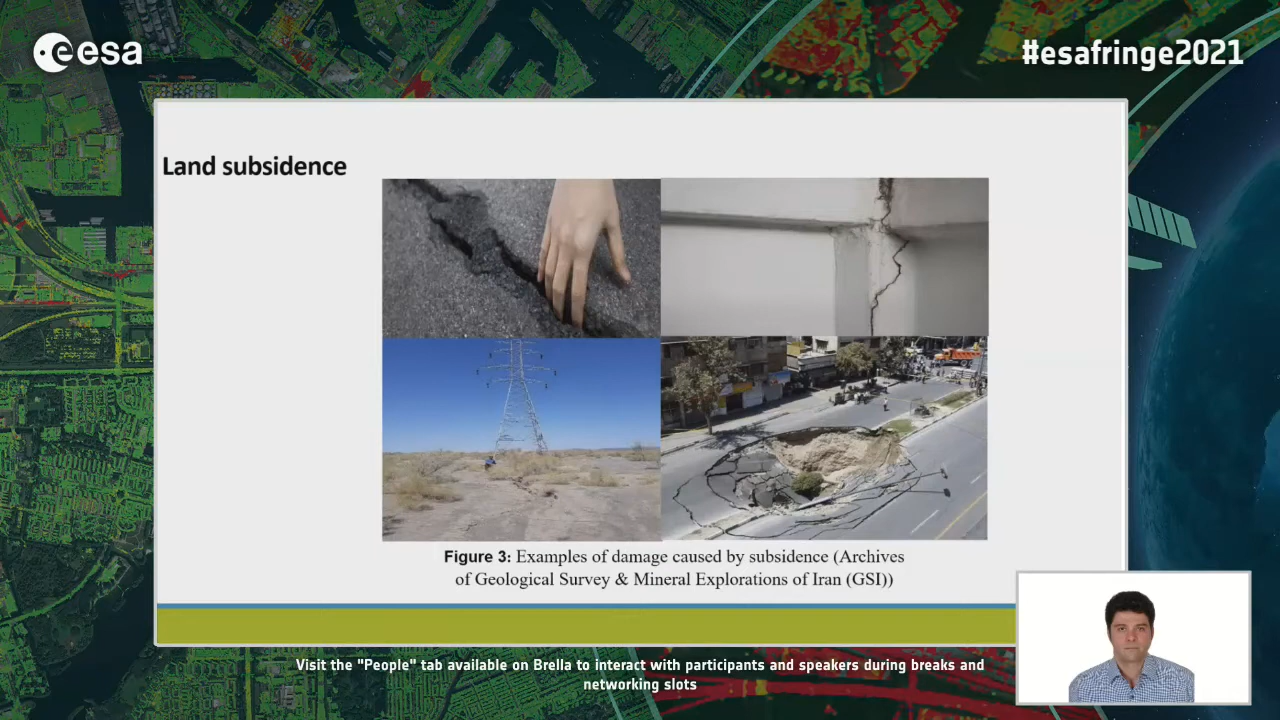 esa
#esafringe2021
Land subsidence
Figure 3: Examples of damage caused by subsidence (Archives
of Geological Survey & Mineral Explorations of Iran (GSI))
Visit the "People" tab available on Brella to interact with participants and speakers during breaks and
networking slots